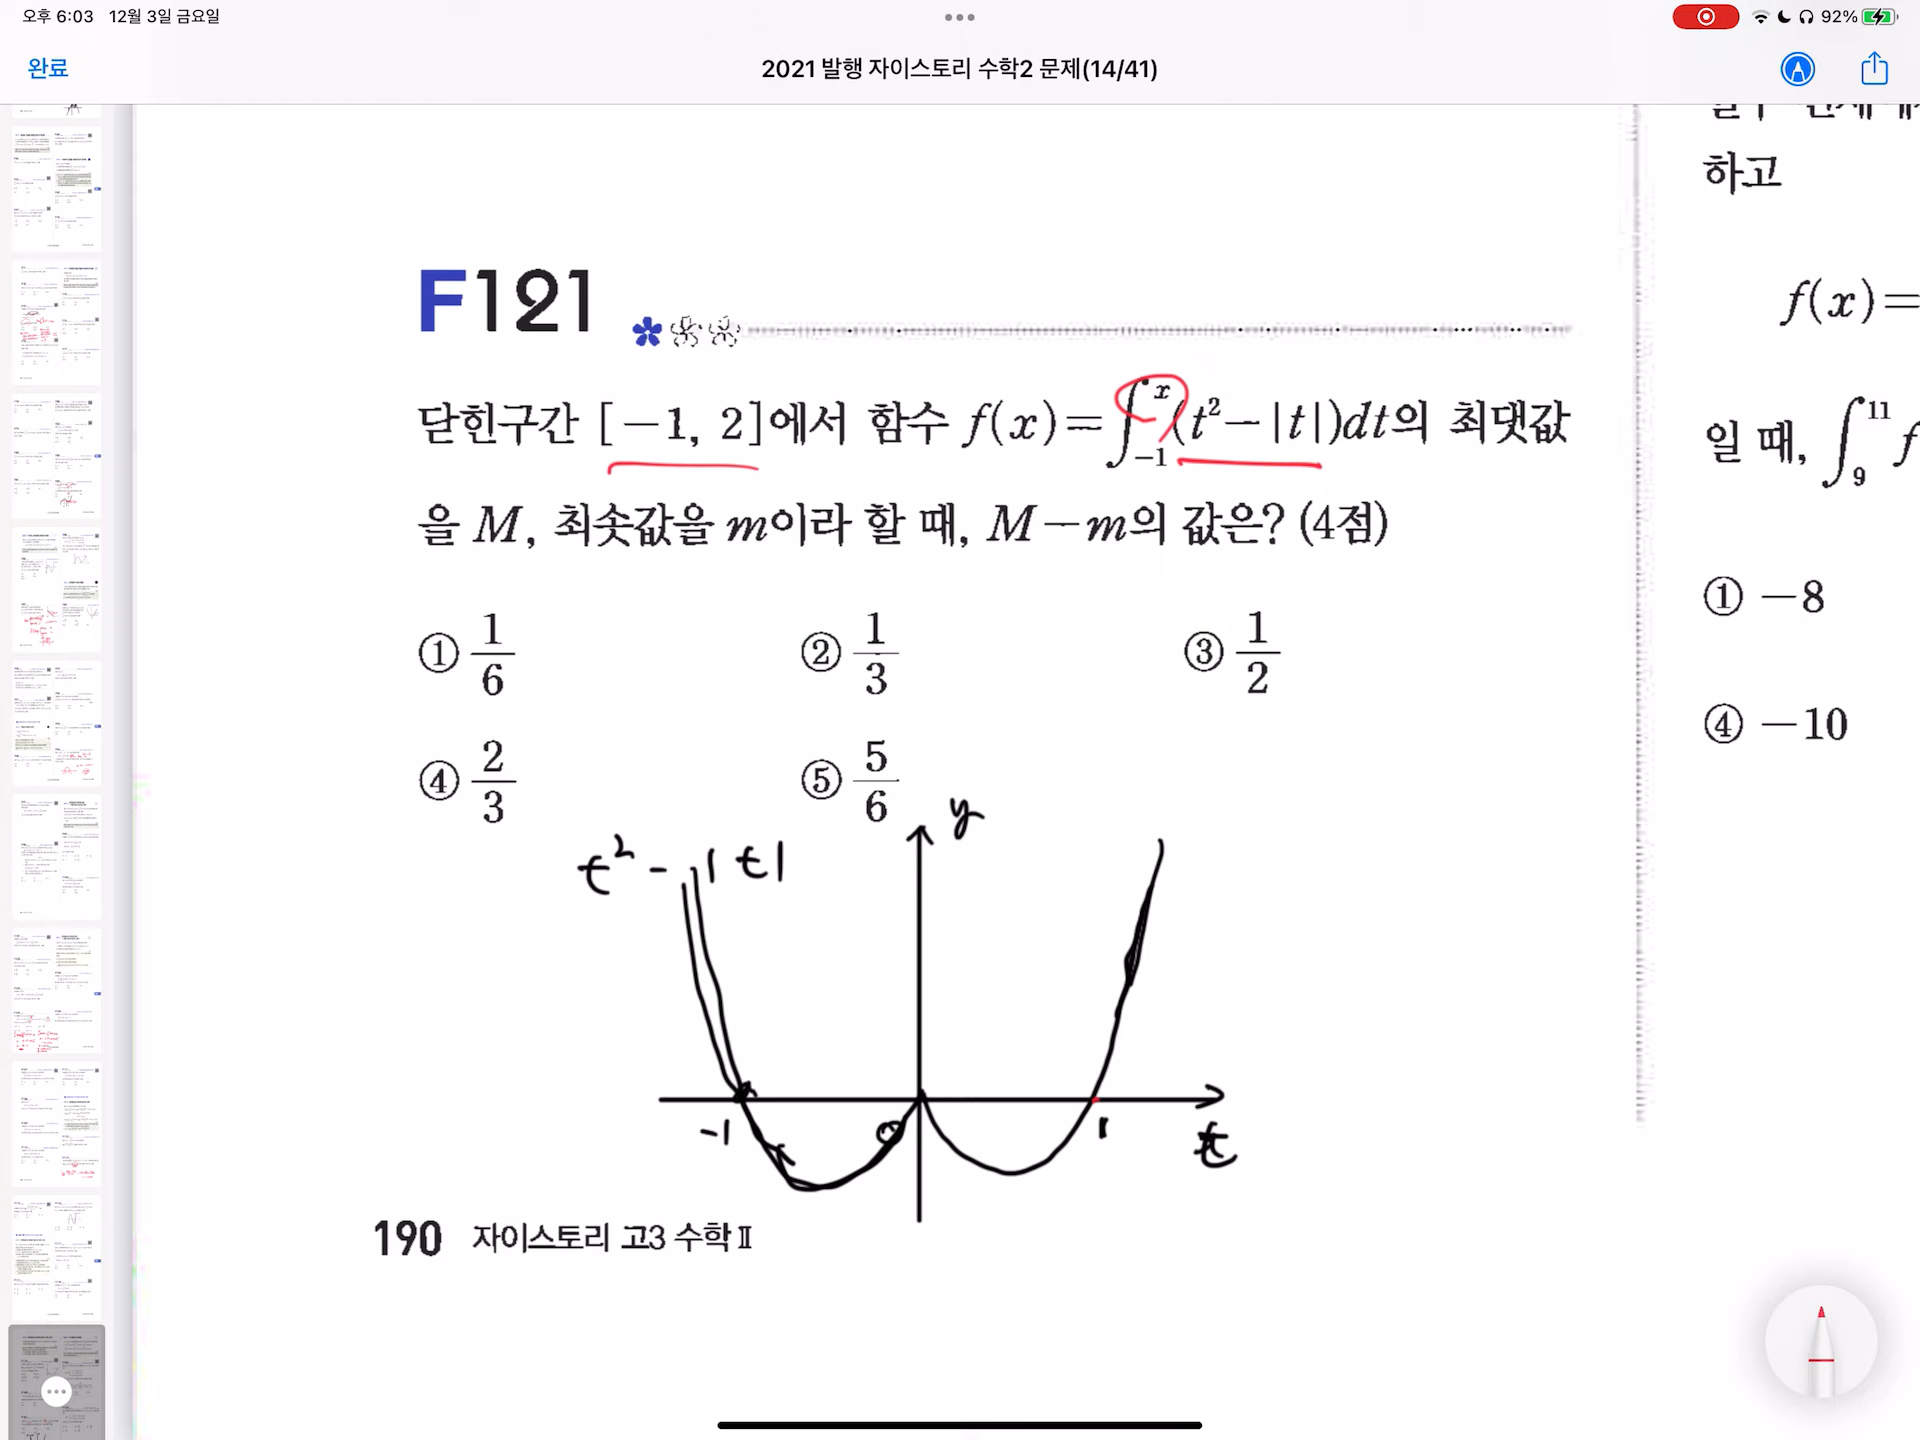 오후 6:03 12월 3일 금요일
92%
완료
2021 발행 자이스토리 수학2 문제(14/41)
F121
닫힌구간 [-1, 2]에서 함수 f(x)=∫_{-1}^{x}(t²-|t|)dt의 최댓값
을 M, 최솟값을 m이라 할 때, M-m의 값은? (4점)
① 1/6 ② 1/3 ③ 1/2
④ 2/3 ⑤ 5/6
t²-|t|
y
-1
1
t
190 자이스토리 고3 수학Ⅱ
하고
f(x)=
일 때, ∫_{9}^{11} f
① -8
④ -10